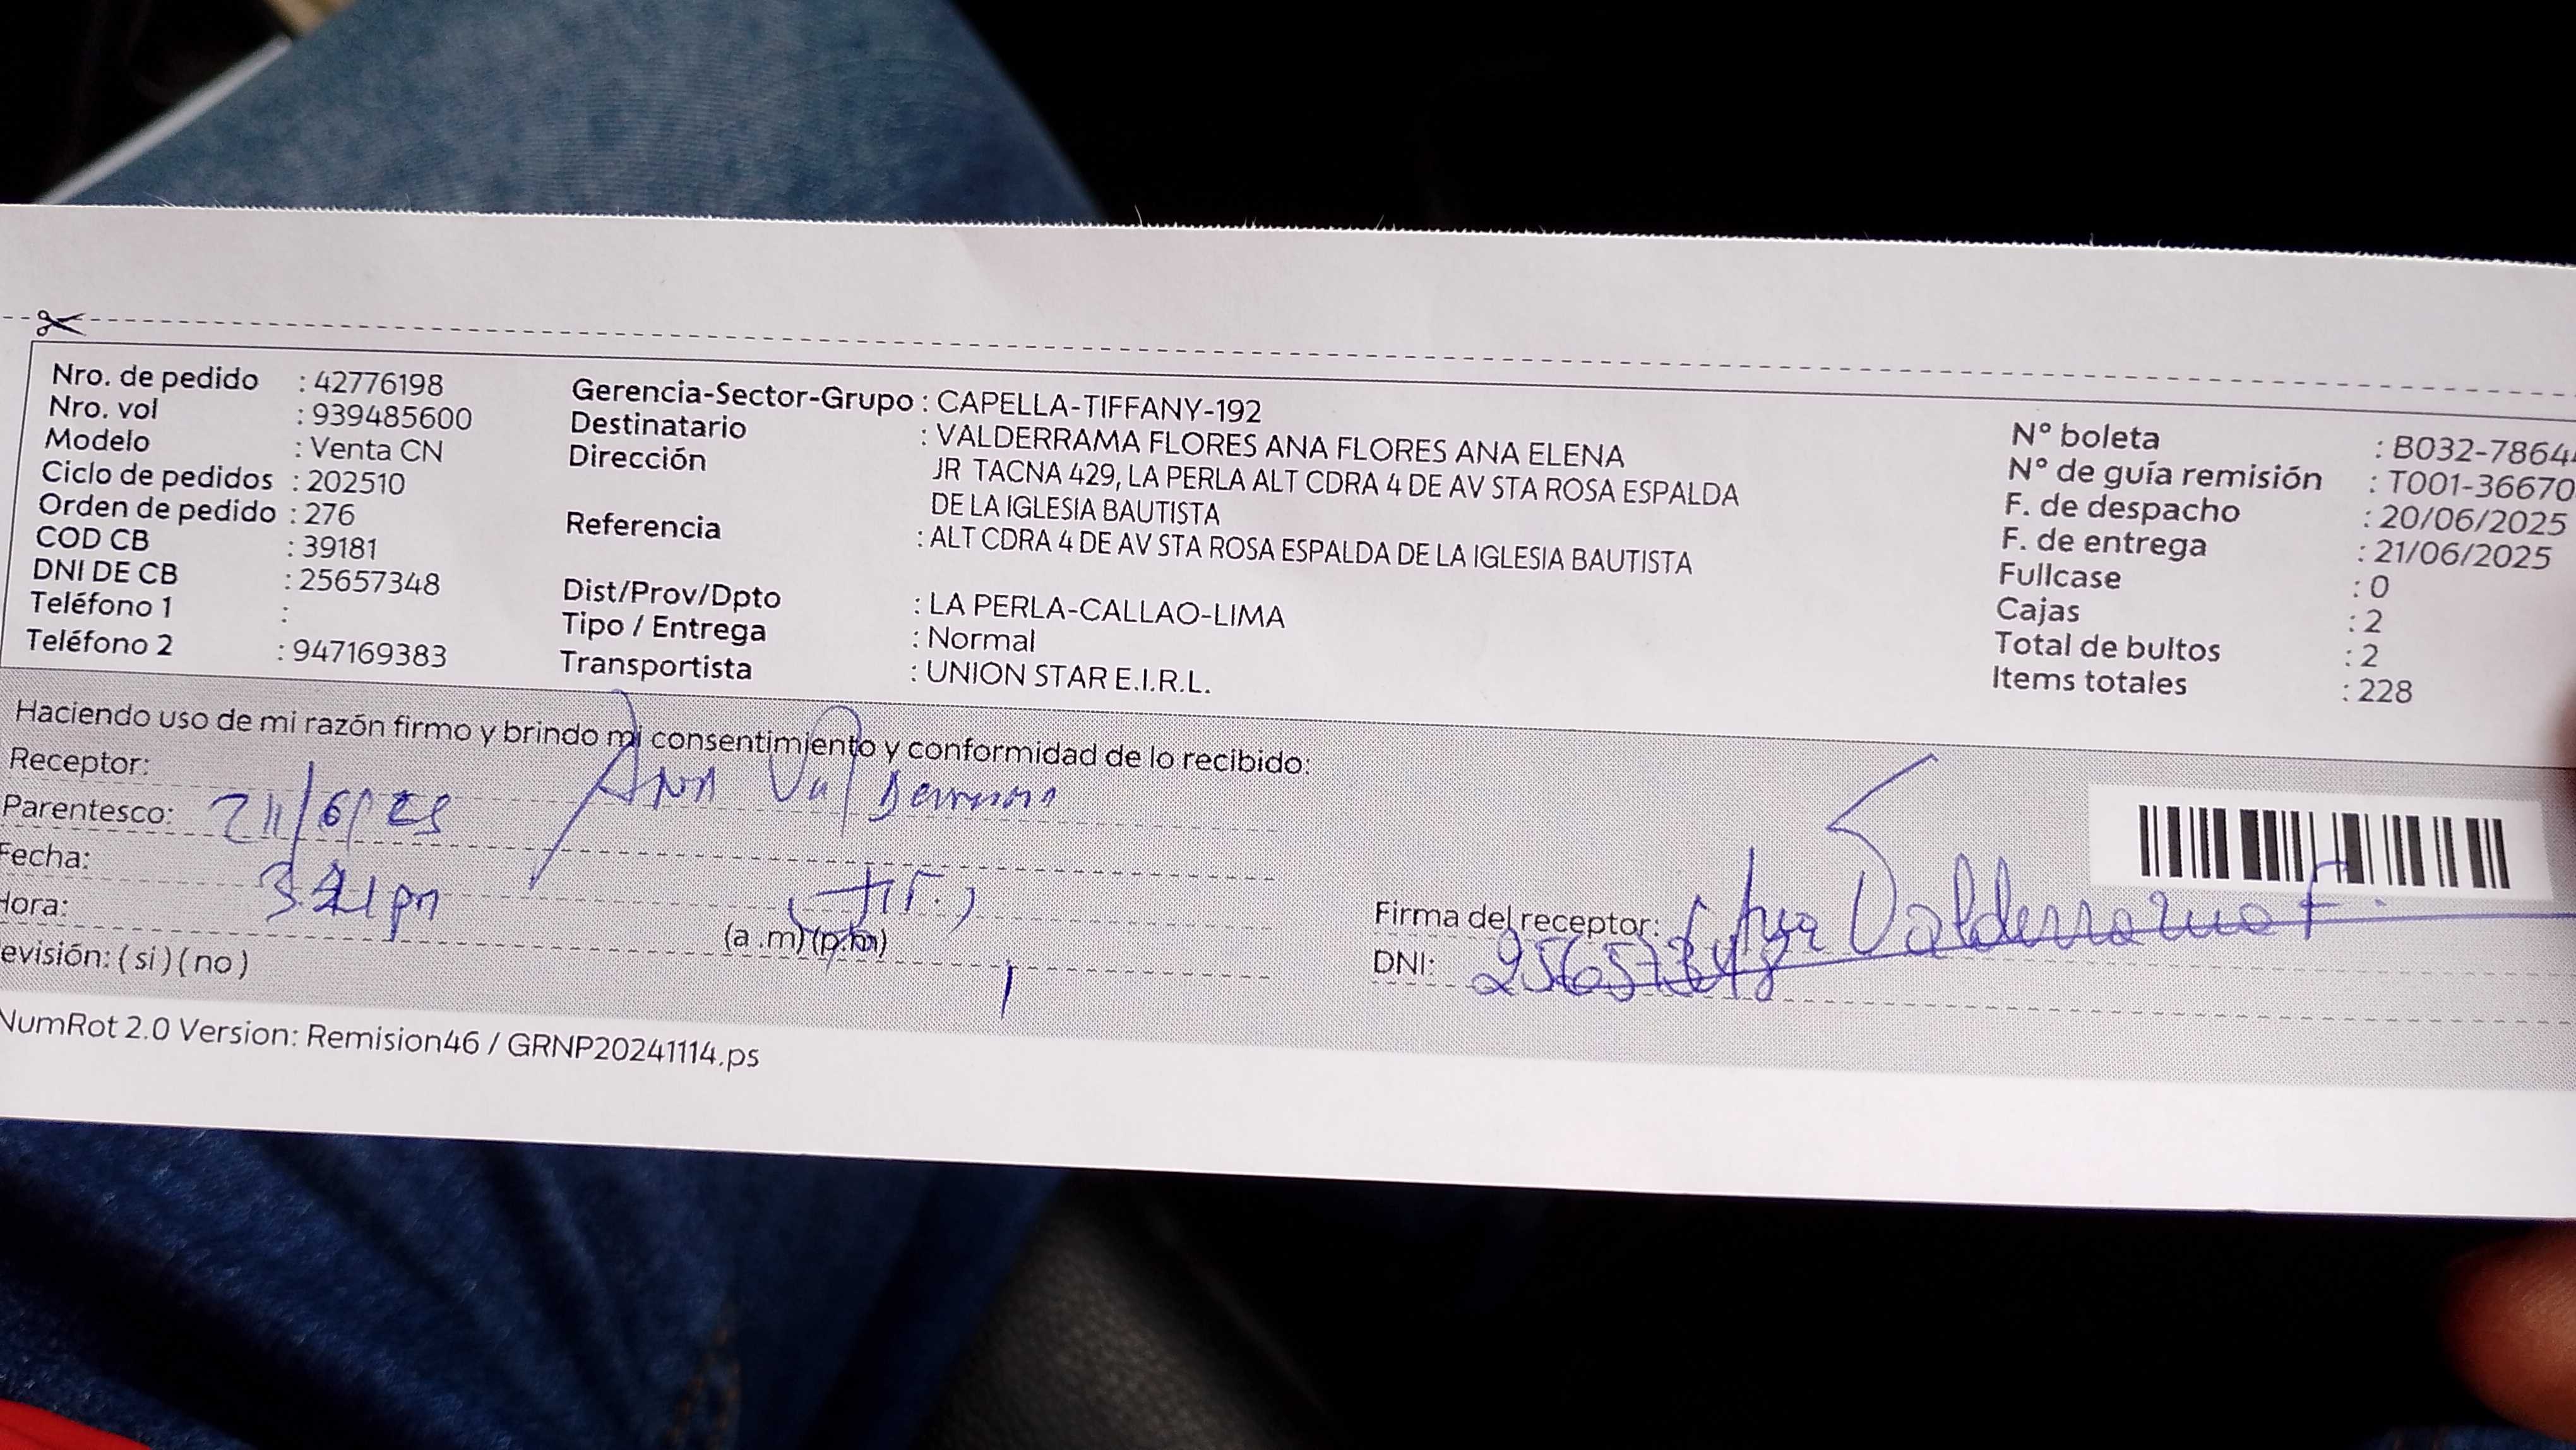 Nro. de pedido : 42776198
Nro. vol : 939485600
Modelo : Venta CN
Ciclo de pedidos : 202510
Orden de pedido : 276
COD CB : 39181
DNI DE CB : 25657348
Teléfono 1 :
Teléfono 2 : 947169383
Gerencia-Sector-Grupo : CAPELLA-TIFFANY-192
Destinatario : VALDERRAMA FLORES ANA FLORES ANA ELENA
Dirección JR TACNA 429, LA PERLA ALT CDRA 4 DE AV STA ROSA ESPALDA
DE LA IGLESIA BAUTISTA
Referencia : ALT CDRA 4 DE AV STA ROSA ESPALDA DE LA IGLESIA BAUTISTA
Dist/Prov/Dpto : LA PERLA-CALLAO-LIMA
Tipo / Entrega : Normal
Transportista : UNION STAR E.I.R.L.
N° boleta : B032-7864
N° de guía remisión : T001-36670
F. de despacho : 20/06/2025
F. de entrega : 21/06/2025
Fullcase : 0
Cajas : 2
Total de bultos : 2
Items totales : 228
Haciendo uso de mi razón firmo y brindo mi consentimiento y conformidad de lo recibido:
Receptor: Ana Valderrama
Parentesco: 21/6/25
Fecha:
Hora: (a.m)(p.m)
evisión: ( si ) ( no )
Firma del receptor: Ana Valderrama F.
DNI: 25657348
NumRot 2.0 Version: Remision46 / GRNP20241114.ps